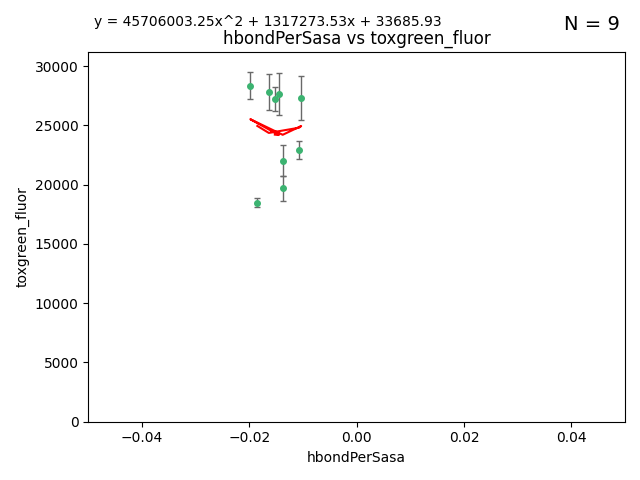 y = 45706003.25x^2 + 1317273.53x + 33685.93
N = 9
hbondPerSasa vs toxgreen_fluor
30000
25000
20000
15000
10000
5000
0
toxgreen_fluor
−0.04 −0.02 0.00 0.02 0.04
hbondPerSasa